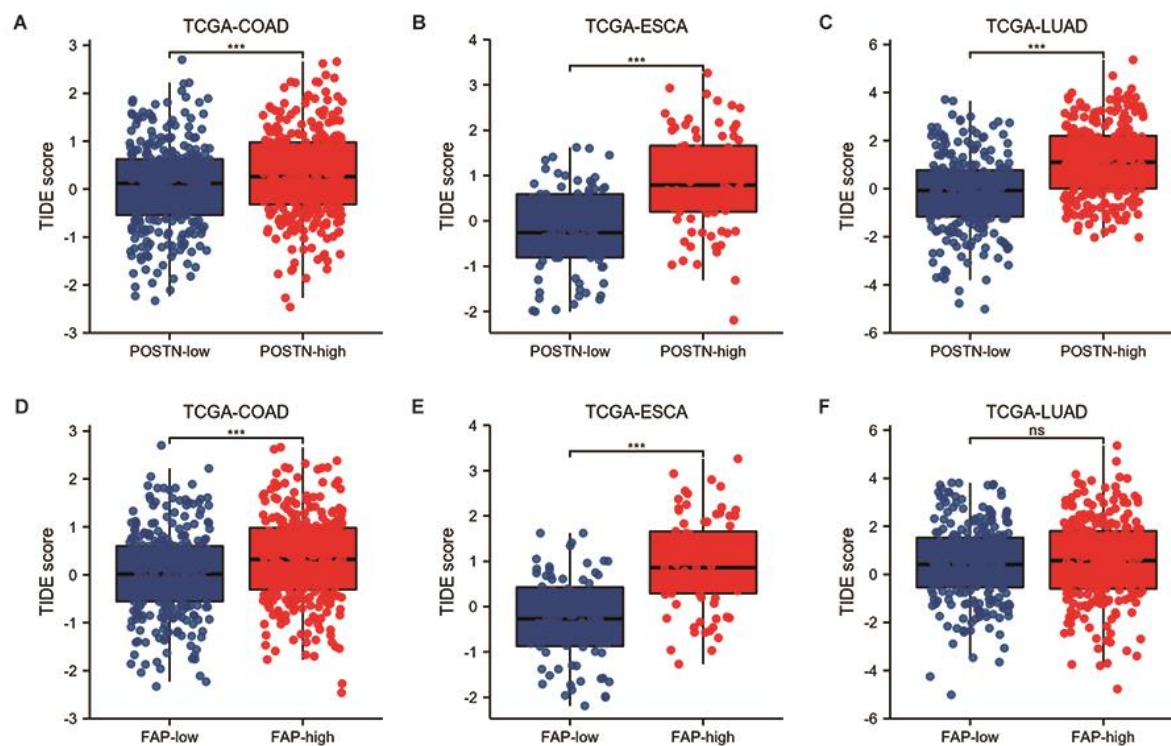 A
TCGA-COAD
***
TIDE score
3
2
1
0
-1
-2
-3
POSTN-low
POSTN-high
B
TCGA-ESCA
***
TIDE score
4
3
2
1
0
-1
-2
POSTN-low
POSTN-high
C
TCGA-LUAD
***
TIDE score
6
4
2
0
-2
-4
-6
POSTN-low
POSTN-high
D
TCGA-COAD
***
TIDE score
3
2
1
0
-1
-2
-3
FAP-low
FAP-high
E
TCGA-ESCA
***
TIDE score
4
3
2
1
0
-1
-2
FAP-low
FAP-high
F
TCGA-LUAD
ns
TIDE score
6
4
2
0
-2
-4
-6
FAP-low
FAP-high